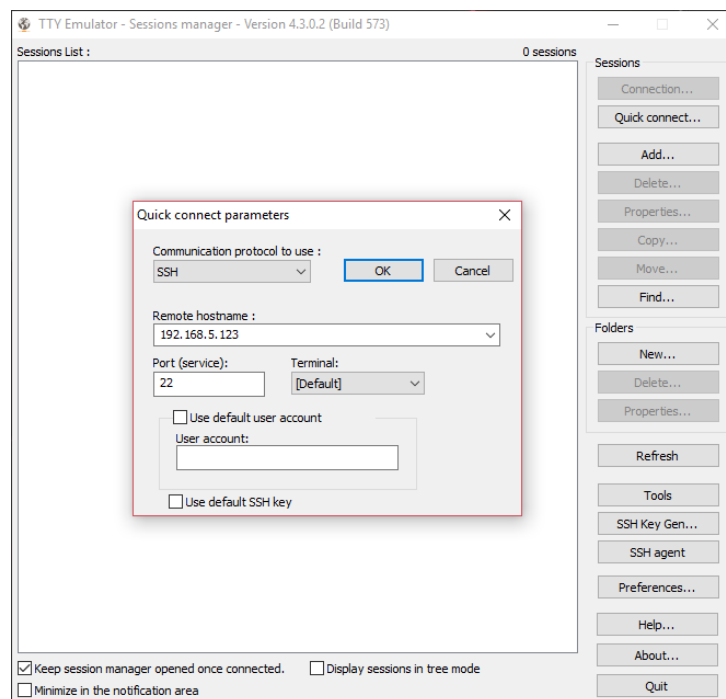 TTY Emulator - Sessions manager - Version 4.3.0.2 (Build 573)
Sessions List :
0 sessions
Quick connect parameters
Communication protocol to use :
SSH
OK
Cancel
Remote hostname :
192.168.5.123
Port (service):
Terminal:
22
[Default]
Use default user account
User account:
Use default SSH key
Sessions
Connection...
Quick connect...
Add...
Delete...
Properties...
Copy...
Move...
Find...
Folders
New...
Delete...
Properties...
Refresh
Tools
SSH Key Gen...
SSH agent
Preferences...
Help...
About...
Quit
Keep session manager opened once connected.
Display sessions in tree mode
Minimize in the notification area